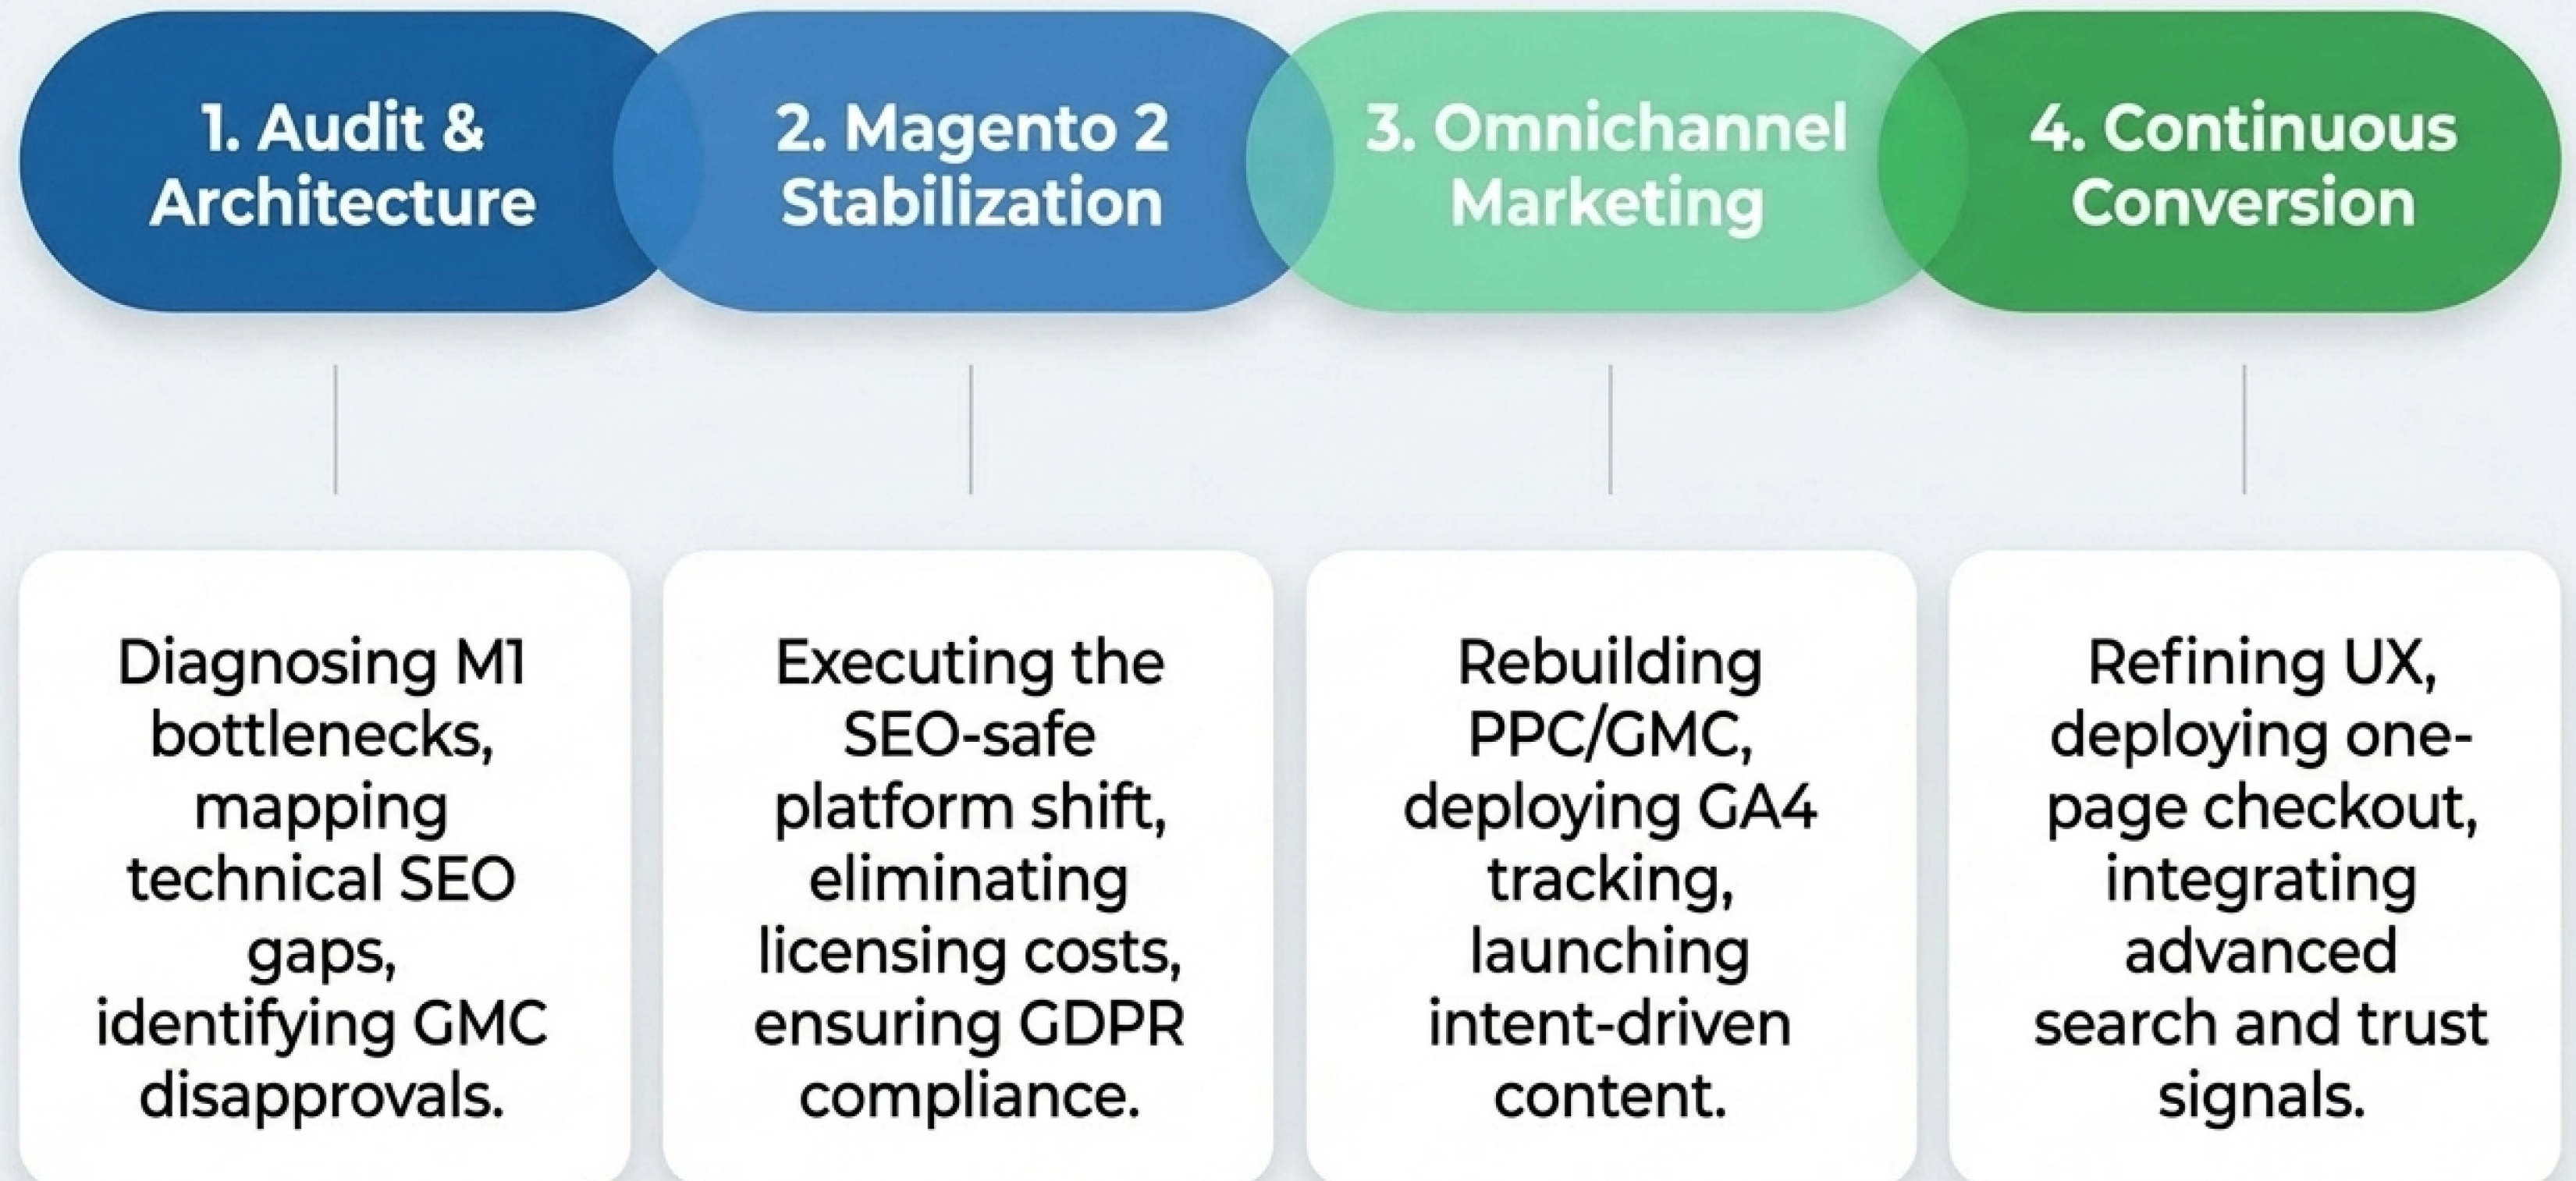 1. Audit &
Architecture
2. Magento 2
Stabilization
3. Omnichannel
Marketing
4. Continuous
Conversion
Diagnosing M1
bottlenecks,
mapping
technical SEO
gaps,
identifying GMC
disapprovals.
Executing the
SEO-safe
platform shift,
eliminating
licensing costs,
ensuring GDPR
compliance.
Rebuilding
PPC/GMC,
deploying GA4
tracking,
launching
intent-driven
content.
Refining UX,
deploying one-
page checkout,
integrating
advanced
search and trust
signals.